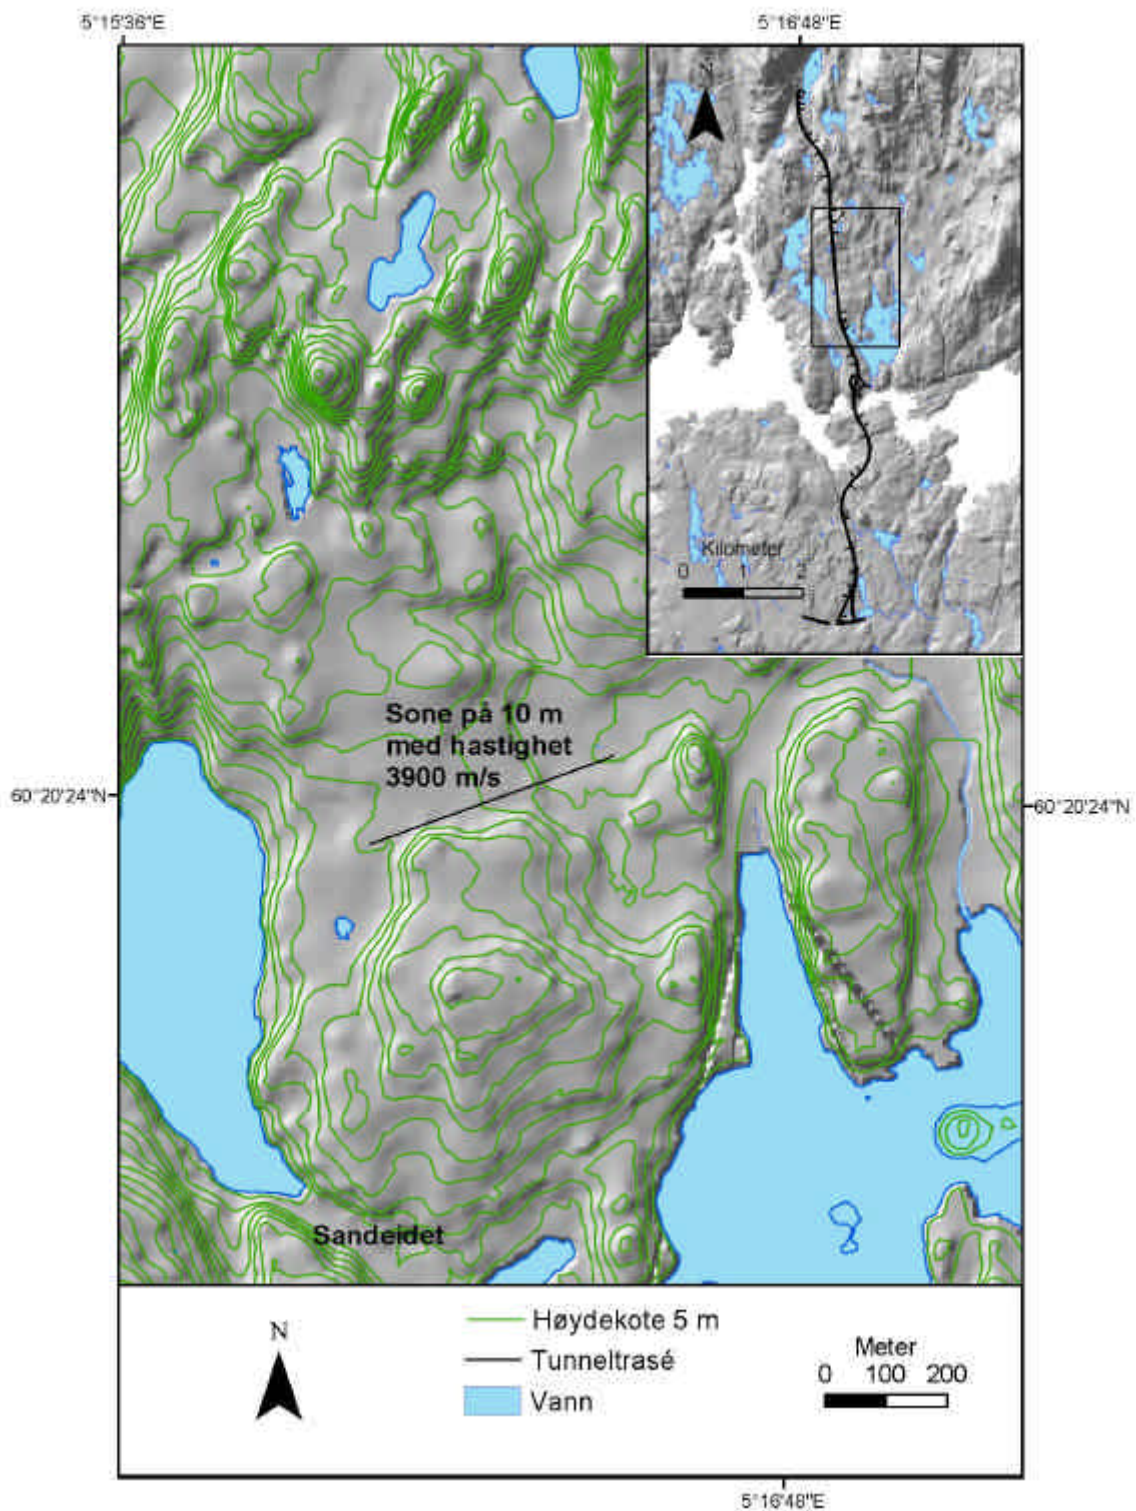 5°15'36"E
5°16'48"E
N
Kilometer
0 1 2
Sone på 10 m
med hastighet
3900 m/s
60°20'24"N
60°20'24"N
Sandeidet
N
Høydekote 5 m
Tunneltrasé
Vann
Meter
0 100 200
5°16'48"E